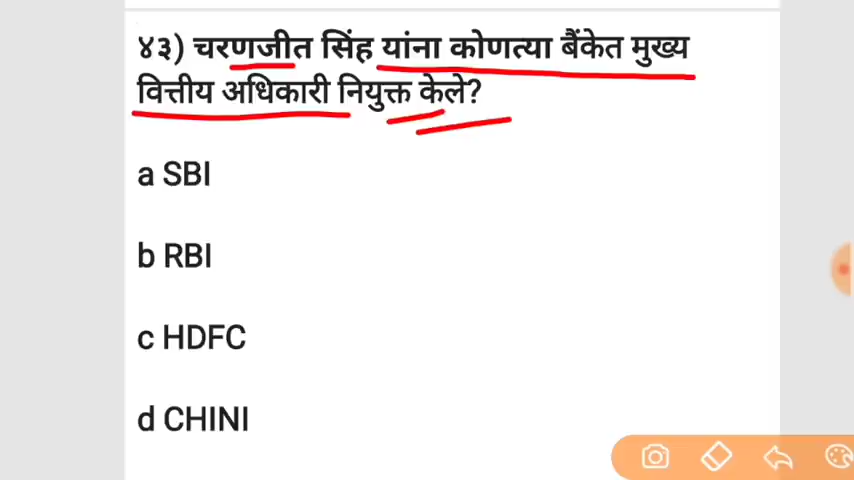 ४३) चरणजीत सिंह यांना कोणत्या बैंकेत मुख्य
वित्तीय अधिकारी नियुक्त केले?
a SBI
b RBI
c HDFC
d CHINI